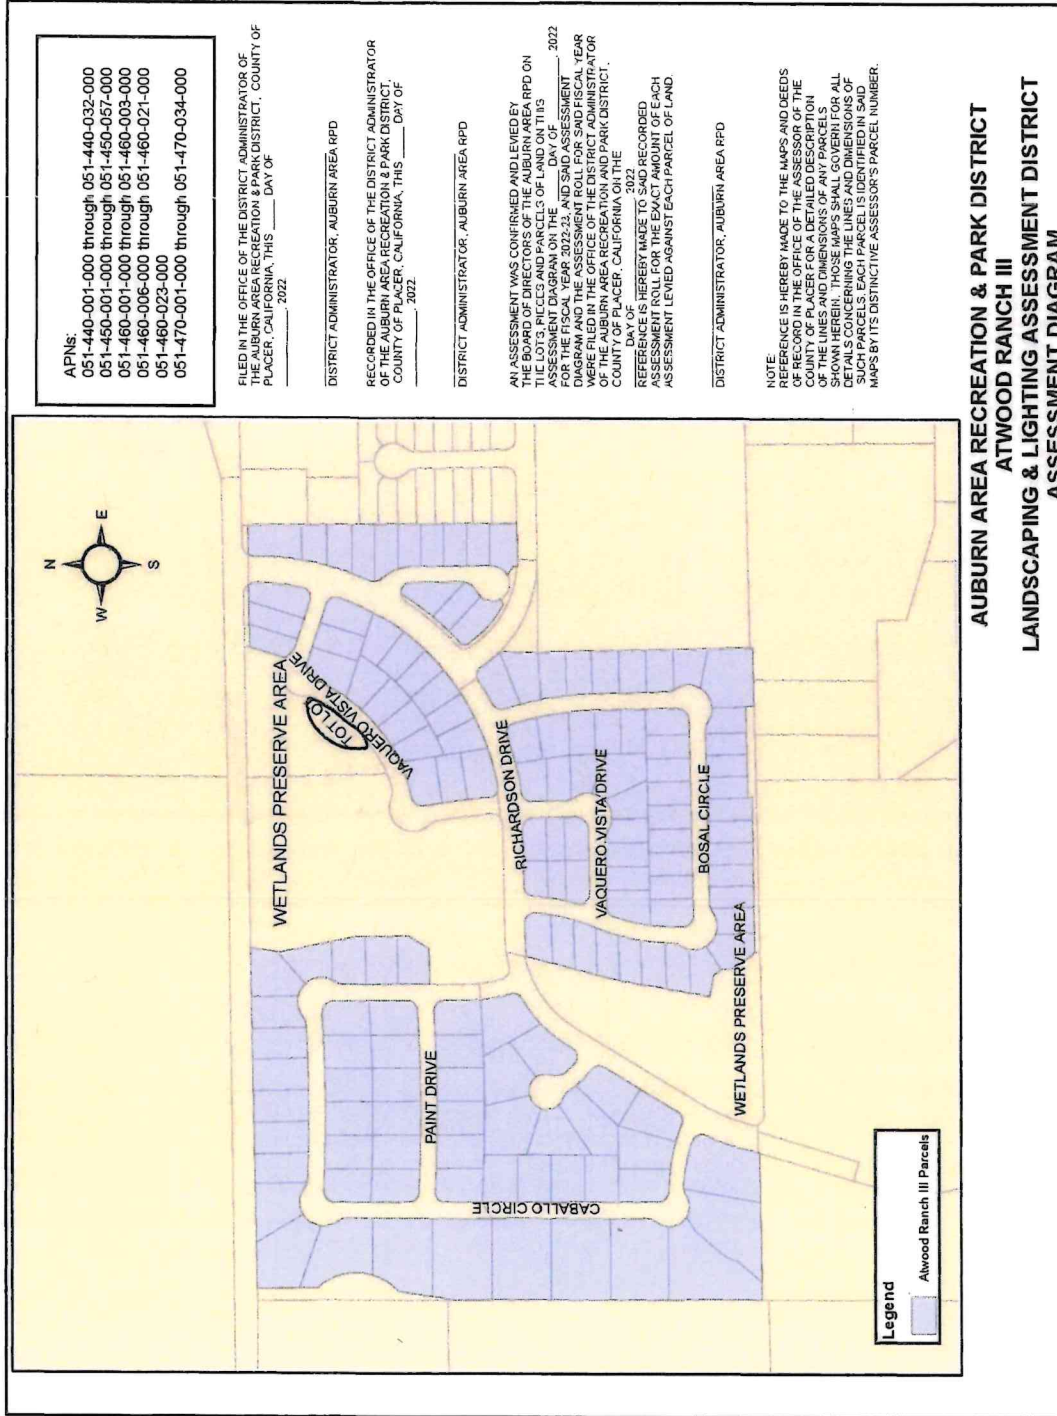 APNs:
051-440-001-000 through 051-440-032-000
051-450-001-000 through 051-450-057-000
051-460-001-000 through 051-460-003-000
051-460-006-000 through 051-460-021-000
051-460-023-000
051-470-001-000 through 051-470-034-000
FILED IN THE OFFICE OF THE DISTRICT ADMINISTRATOR OF
THE AUBURN AREA RECREATION & PARK DISTRICT, COUNTY OF
PLACER, CALIFORNIA, THIS ____ DAY OF
________, 2022
DISTRICT ADMINISTRATOR, AUBURN AREA RPD
RECORDED IN THE OFFICE OF THE DISTRICT ADMINISTRATOR
OF THE AUBURN AREA RECREATION & PARK DISTRICT,
COUNTY OF PLACER, CALIFORNIA, THIS ____ DAY OF
________, 2022.
DISTRICT ADMINISTRATOR, AUBURN AREA RPD
AN ASSESSMENT WAS CONFIRMED AND LEVIED BY
THE BOARD OF DIRECTORS OF THE AUBURN AREA RPD ON
THE LOTS, PIECES AND PARCELS OF LAND ON THIS
ASSESSMENT DIAGRAM ON THE ____ DAY OF ________, 2022
FOR THE FISCAL YEAR 2022-23, AND SAID ASSESSMENT
DIAGRAM AND THE ASSESSMENT ROLL FOR SAID FISCAL YEAR
WERE FILED IN THE OFFICE OF THE DISTRICT ADMINISTRATOR
OF THE AUBURN AREA RECREATION AND PARK DISTRICT,
COUNTY OF PLACER, CALIFORNIA ON THE
____ DAY OF ________, 2022
REFERENCE IS HEREBY MADE TO SAID RECORDED
ASSESSMENT ROLL FOR THE EXACT AMOUNT OF EACH
ASSESSMENT LEVIED AGAINST EACH PARCEL OF LAND.
DISTRICT ADMINISTRATOR, AUBURN AREA RPD
NOTE:
REFERENCE IS HEREBY MADE TO THE MAPS AND DEEDS
OF RECORD IN THE OFFICE OF THE ASSESSOR OF THE
COUNTY OF PLACER FOR A DETAILED DESCRIPTION
OF THE LINES AND DIMENSIONS OF ANY PARCELS
SHOWN HEREIN. THOSE MAPS SHALL GOVERN FOR ALL
DETAILS CONCERNING THE LINES AND DIMENSIONS OF
SUCH PARCELS. EACH PARCEL IS IDENTIFIED IN SAID
MAPS BY ITS DISTINCTIVE ASSESSOR'S PARCEL NUMBER.
N
W
E
S
WETLANDS PRESERVE AREA
TOT LO
VAQUERO VISTA DRIVE
RICHARDSON DRIVE
VAQUERO VISTA DRIVE
BOSAL CIRCLE
PAINT DRIVE
CABALLO CIRCLE
WETLANDS PRESERVE AREA
Legend
Atwood Ranch III Parcels
AUBURN AREA RECREATION & PARK DISTRICT
ATWOOD RANCH III
LANDSCAPING & LIGHTING ASSESSMENT DISTRICT
ASSESSMENT DIAGRAM